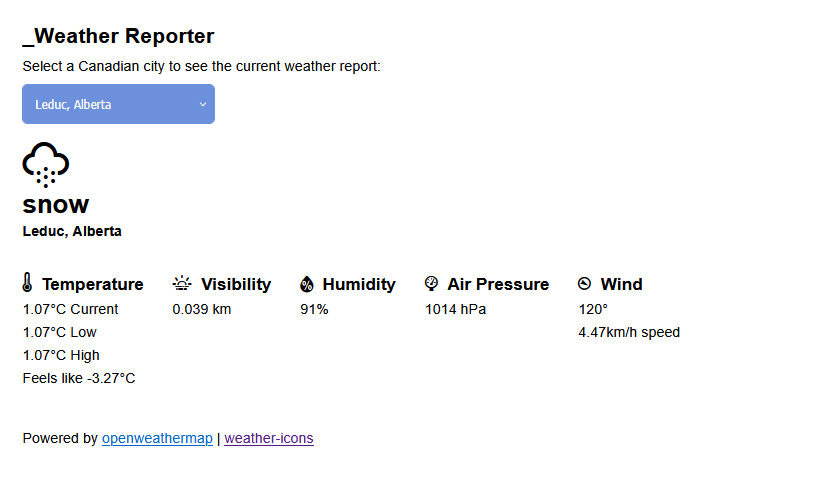 _Weather Reporter
Select a Canadian city to see the current weather report:
Leduc, Alberta
snow
Leduc, Alberta
Temperature
1.07°C Current
1.07°C Low
1.07°C High
Feels like -3.27°C
Visibility
0.039 km
% Humidity
91%
Air Pressure
1014 hPa
Wind
120°
4.47km/h speed
Powered by openweathermap | weather-icons